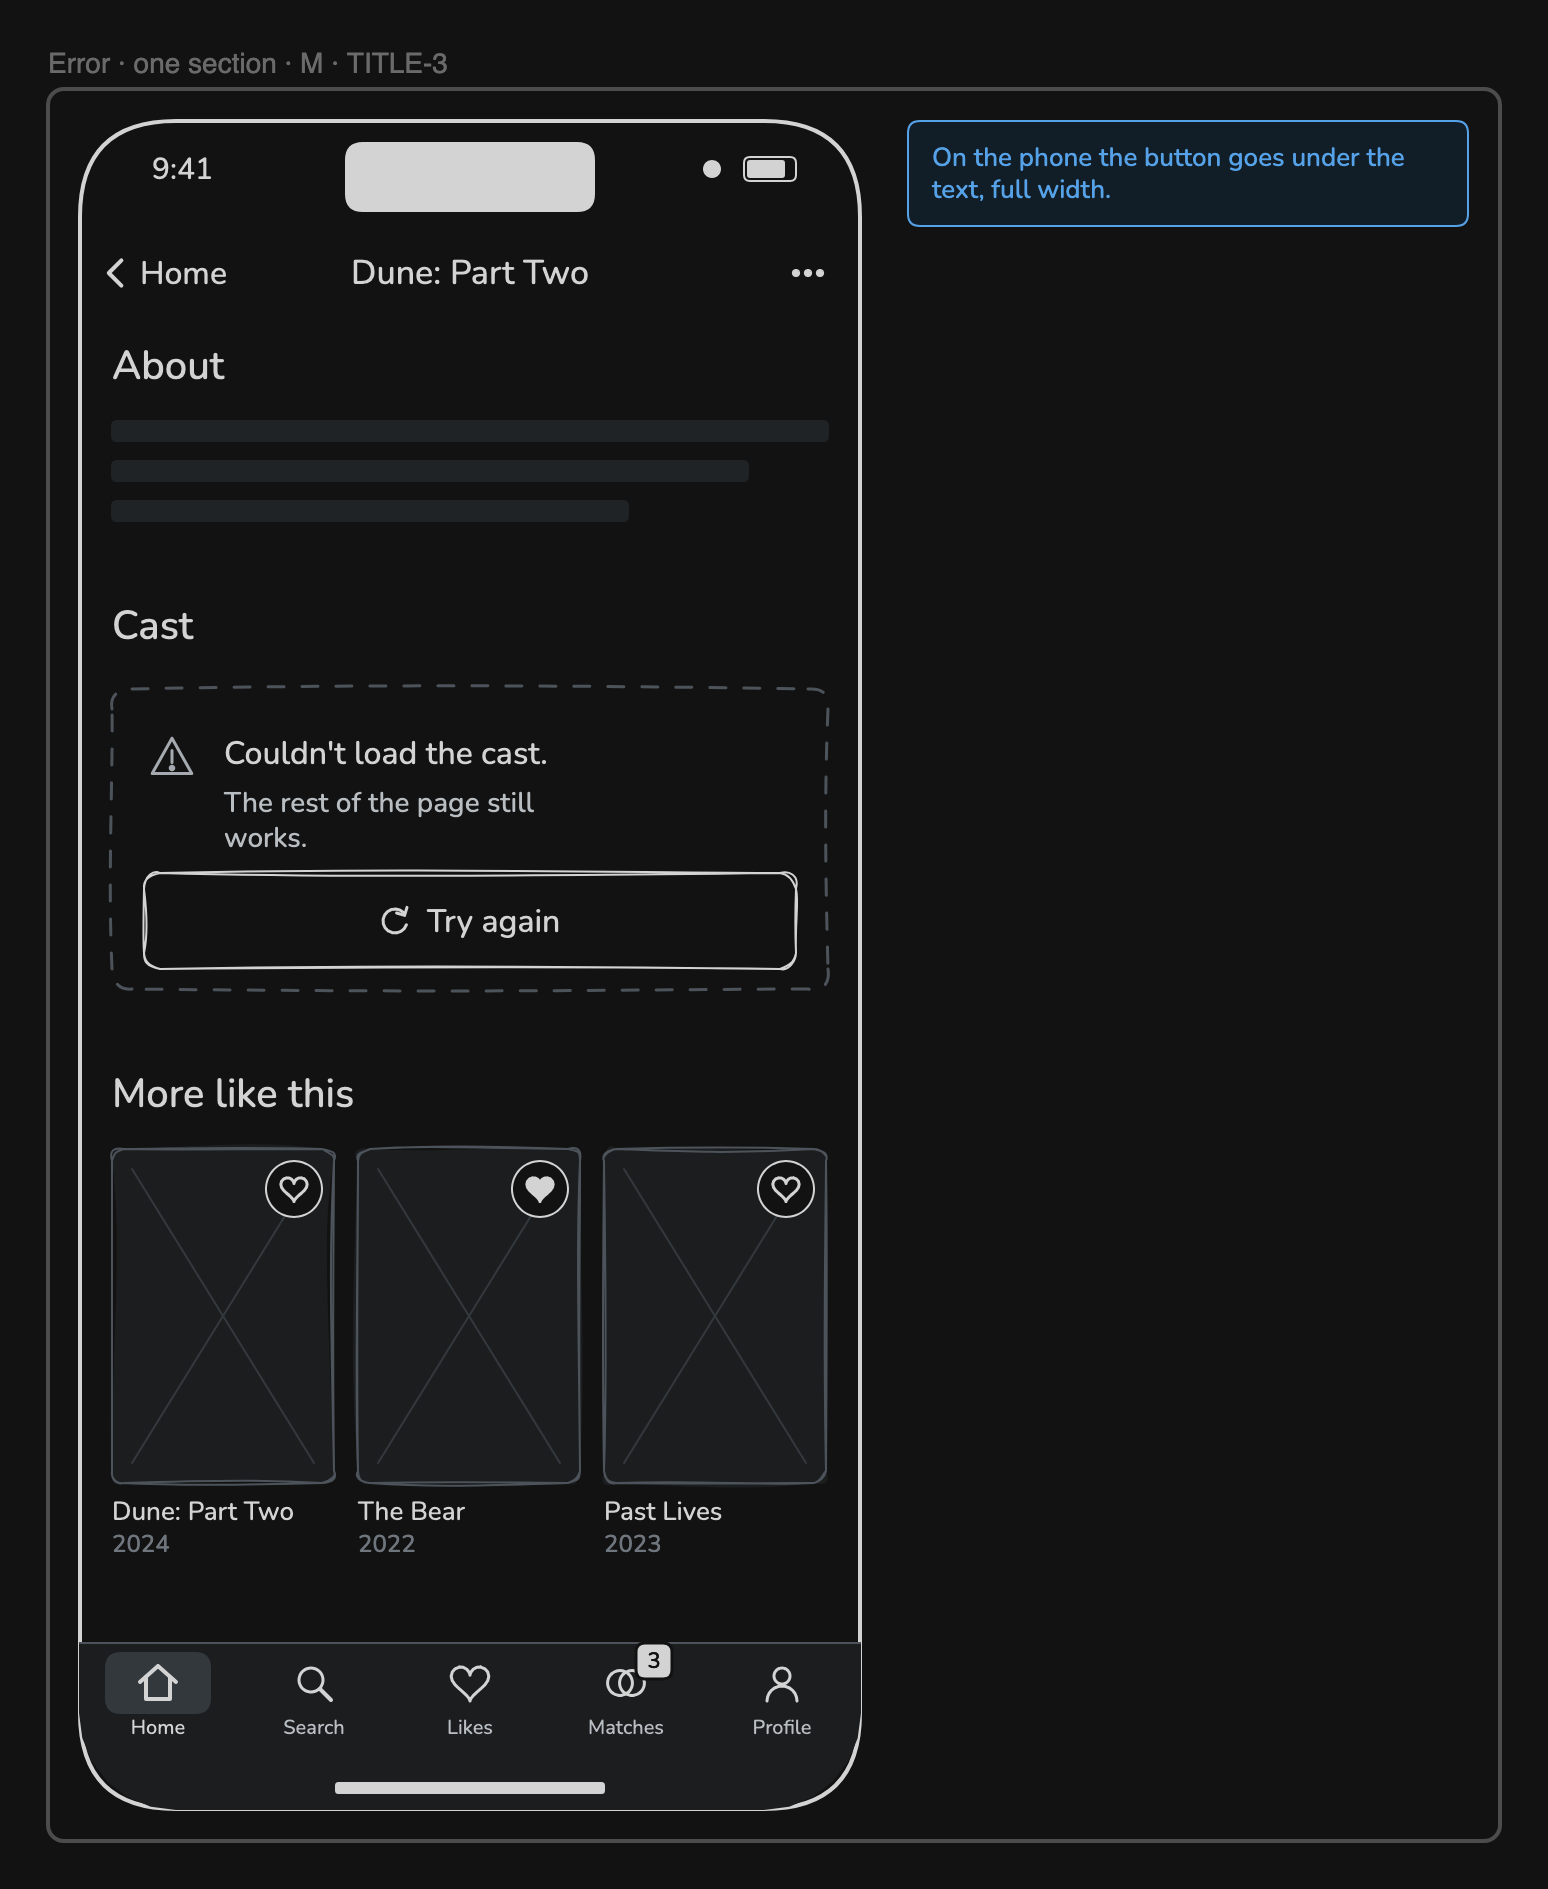 Error · one section · M · TITLE-3
9:41
On the phone the button goes under the
text, full width.
Home
Dune: Part Two
About
Cast
Couldn't load the cast.
The rest of the page still
works.
Try again
More like this
Dune: Part Two
The Bear
Past Lives
2024
2022
2023
3
Home
Search
Likes
Matches
Profile